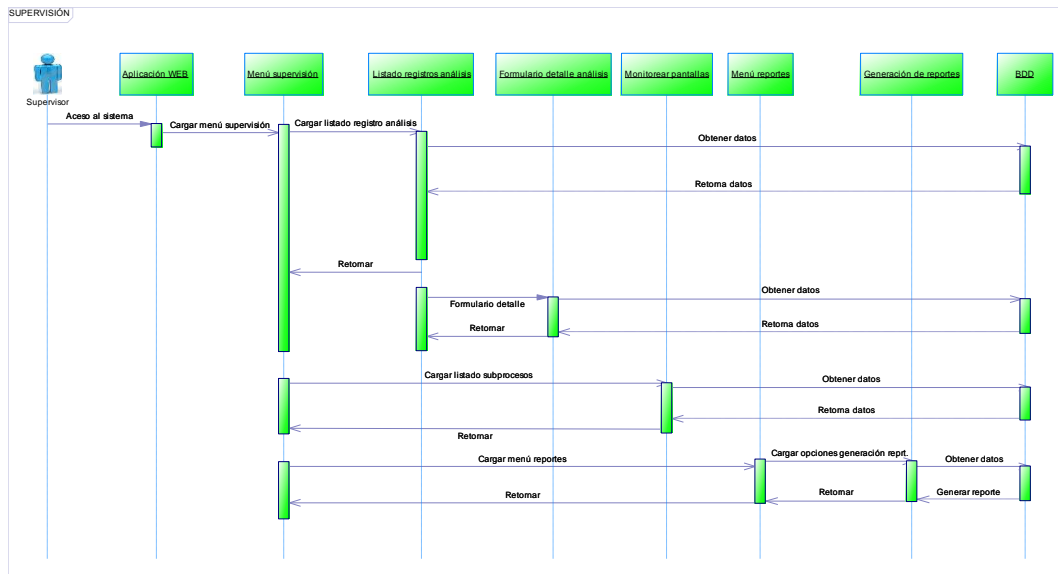 SUPERVISIÓN
Aplicación WEB
Menú supervisión
Listado registros análisis
Formulario detalle análisis
Monitorear pantallas
Menú reportes
Generación de reportes
BDD
Supervisor
Aceso al sistema
Cargar menú supervisión
Cargar listado registro análisis
Obtener datos
Retorna datos
Retornar
Formulario detalle
Obtener datos
Retornar
Retorna datos
Cargar listado subprocesos
Obtener datos
Retorna datos
Retornar
Cargar menú reportes
Cargar opciones generación reprt.
Obtener datos
Retornar
Retornar
Generar reporte